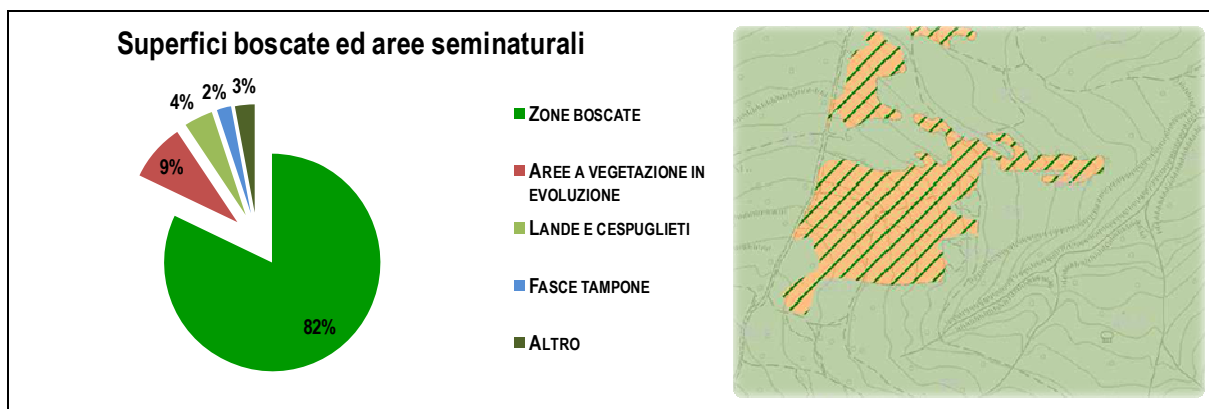 Superfici boscate ed aree seminaturali
4%
2%
3%
9%
82%
ZONE BOSCATE
AREE A VEGETAZIONE IN
EVOLUZIONE
LANDE E CESPUGLIETI
FASCE TAMPONE
ALTRO